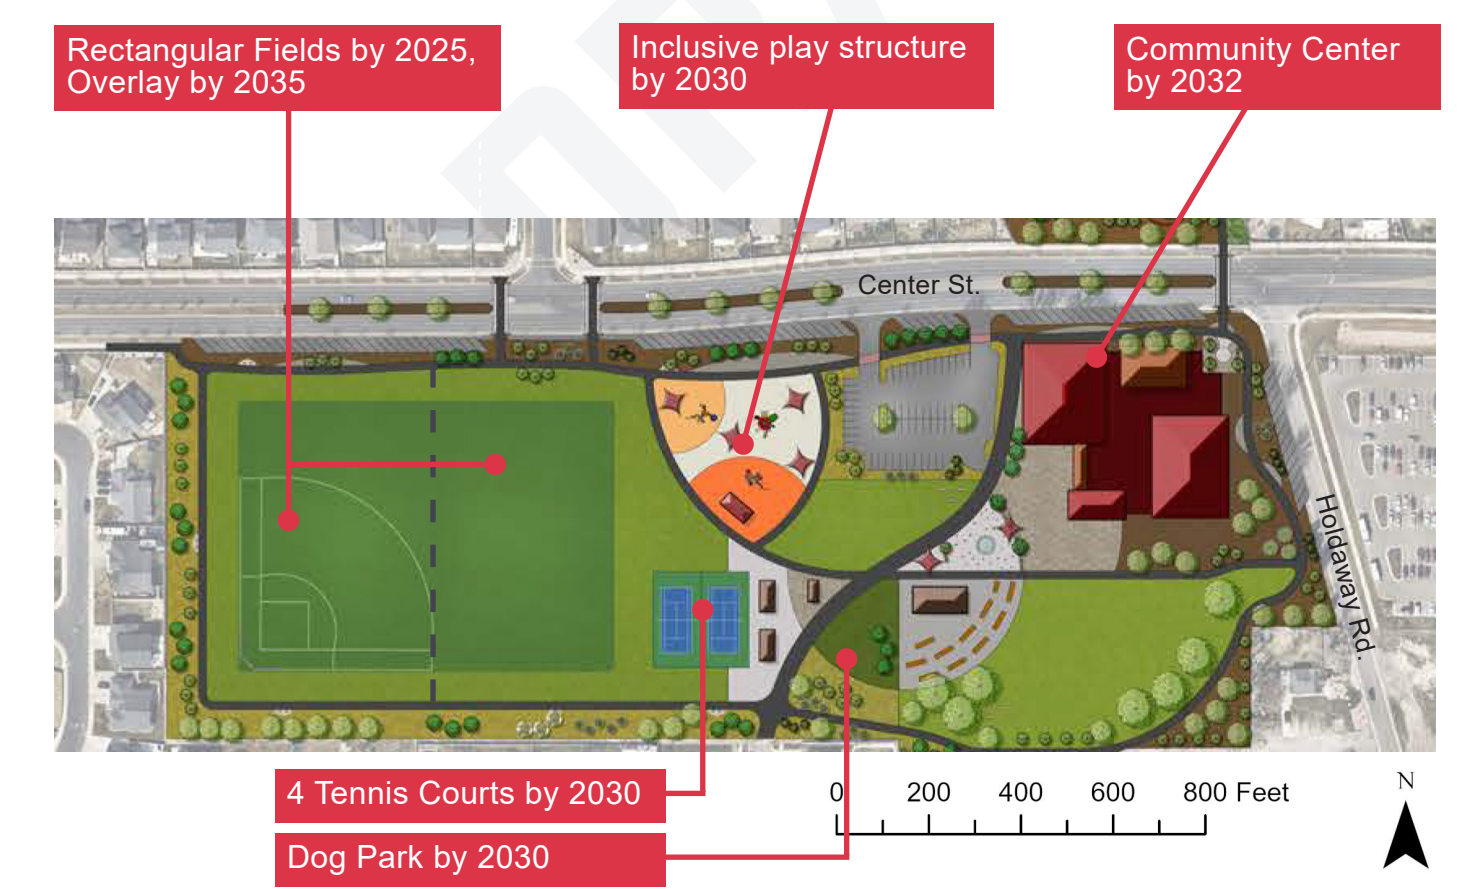 Rectangular Fields by 2025,
Overlay by 2035
Inclusive play structure
by 2030
Community Center
by 2032
Center St.
Holdaway Rd.
4 Tennis Courts by 2030
Dog Park by 2030
0 200 400 600 800 Feet
N